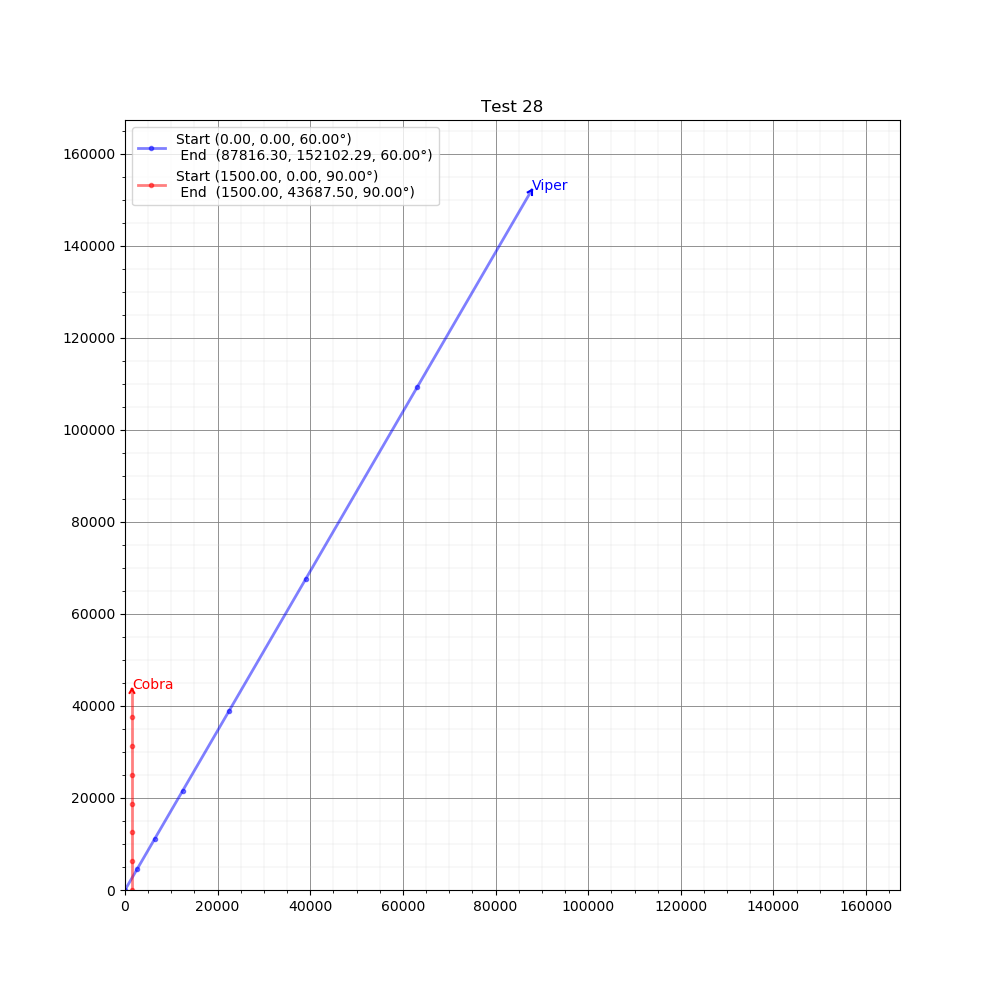 Test 28
Start (0.00, 0.00, 60.00°)
End (87816.30, 152102.29, 60.00°)
Start (1500.00, 0.00, 90.00°)
End (1500.00, 43687.50, 90.00°)
160000
Viper
140000
120000
100000
80000
60000
Cobra
40000
20000
0
0 20000 40000 60000 80000 100000 120000 140000 160000